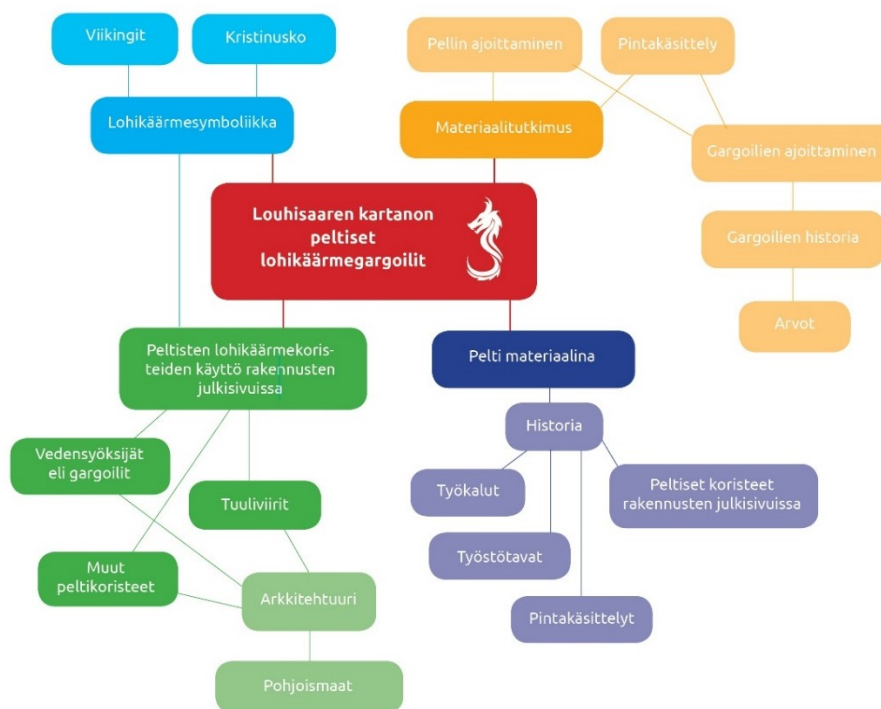 Viikingit
Kristinusko
Lohikäärmesymboliikka
Pellin ajoittaminen
Pintakäsittely
Materiaalitutkimus
Gargoilien ajoittaminen
Gargoilien historia
Arvot
Louhisaaren kartanon
peltiset
lohikäärmegargoilit
Peltisten lohikäärmekoris-
teiden käyttö rakennusten
julkisivuissa
Vedensyöksijät
eli gargoilit
Tuuliviirit
Muut
peltikoristeet
Arkkitehtuuri
Pohjoismaat
Pelti materiaalina
Historia
Työkalut
Peltiset koristeet
rakennusten julkisivuissa
Työstötavat
Pintakäsittelyt